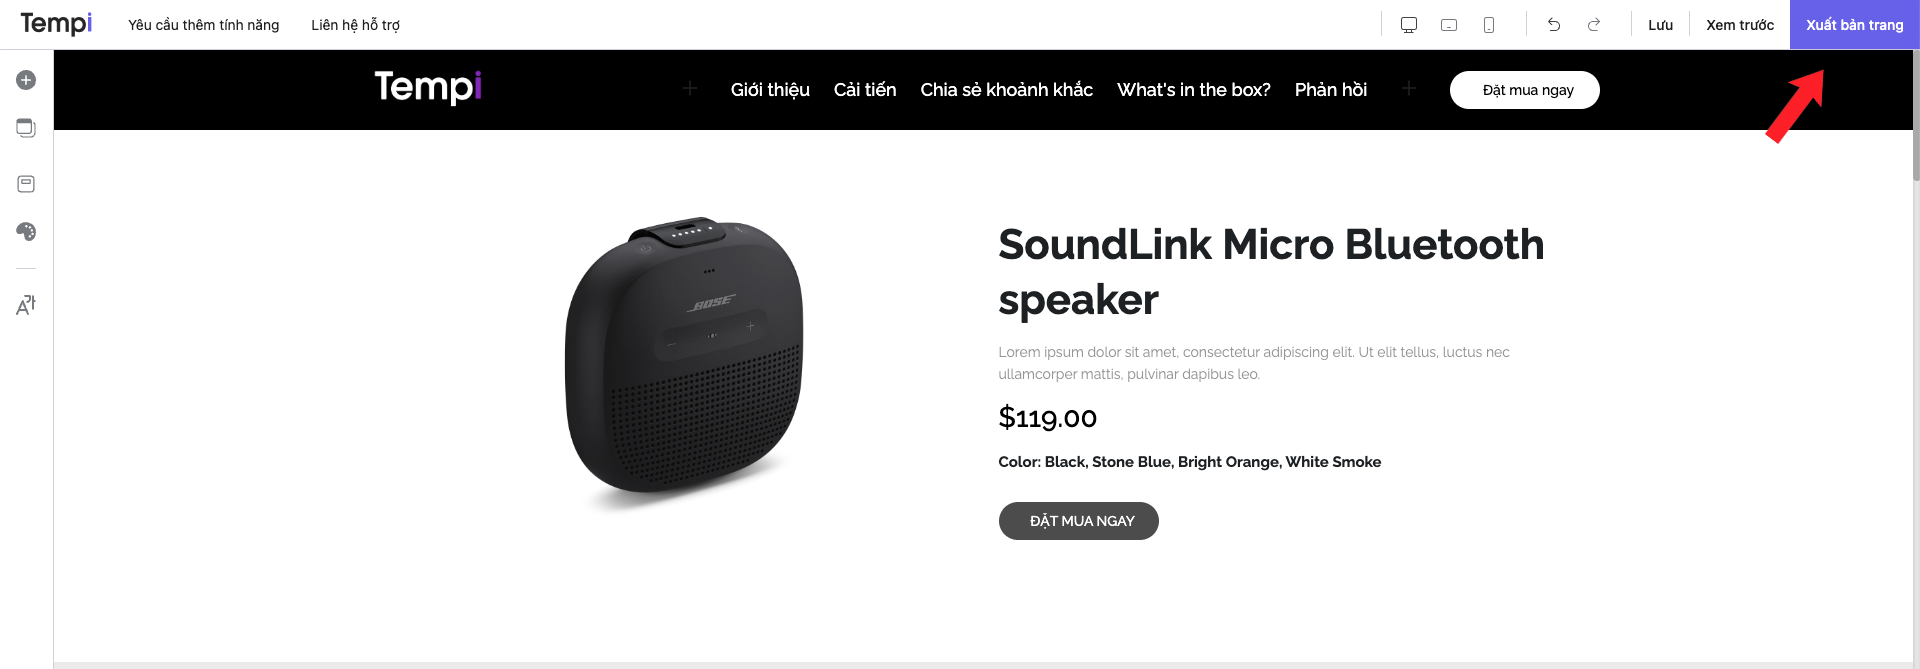 Tempi
Yêu cầu thêm tính năng
Liên hệ hỗ trợ
Lưu
Xem trước
Xuất bản trang
Tempi
Giới thiệu
Cải tiến
Chia sẻ khoảnh khắc
What's in the box?
Phản hồi
Đặt mua ngay
BOSE
SoundLink Micro Bluetooth
speaker
Lorem ipsum dolor sit amet, consectetur adipiscing elit. Ut elit tellus, luctus nec
ullamcorper mattis, pulvinar dapibus leo.
$119.00
Color: Black, Stone Blue, Bright Orange, White Smoke
ĐẶT MUA NGAY